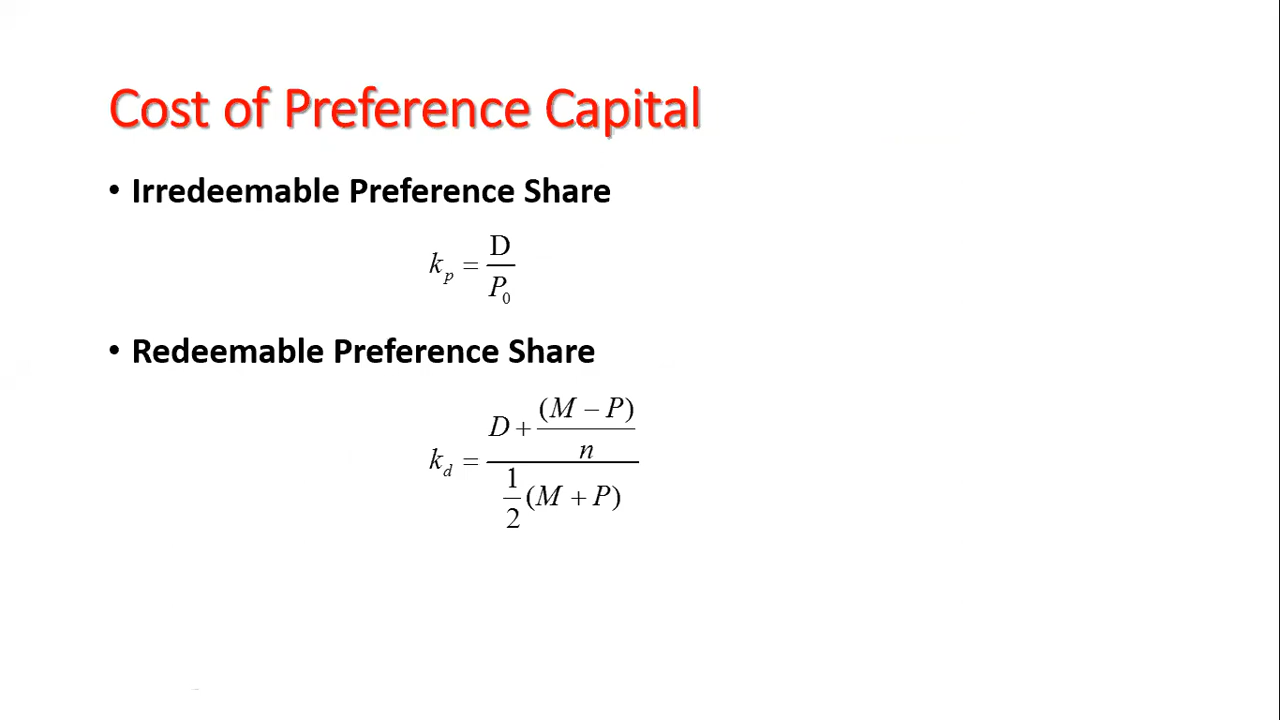 Cost of Preference Capital
• Irredeemable Preference Share
k_p = D / P_0
• Redeemable Preference Share
k_d = (D + (M − P) / n) / (1/2 (M + P))